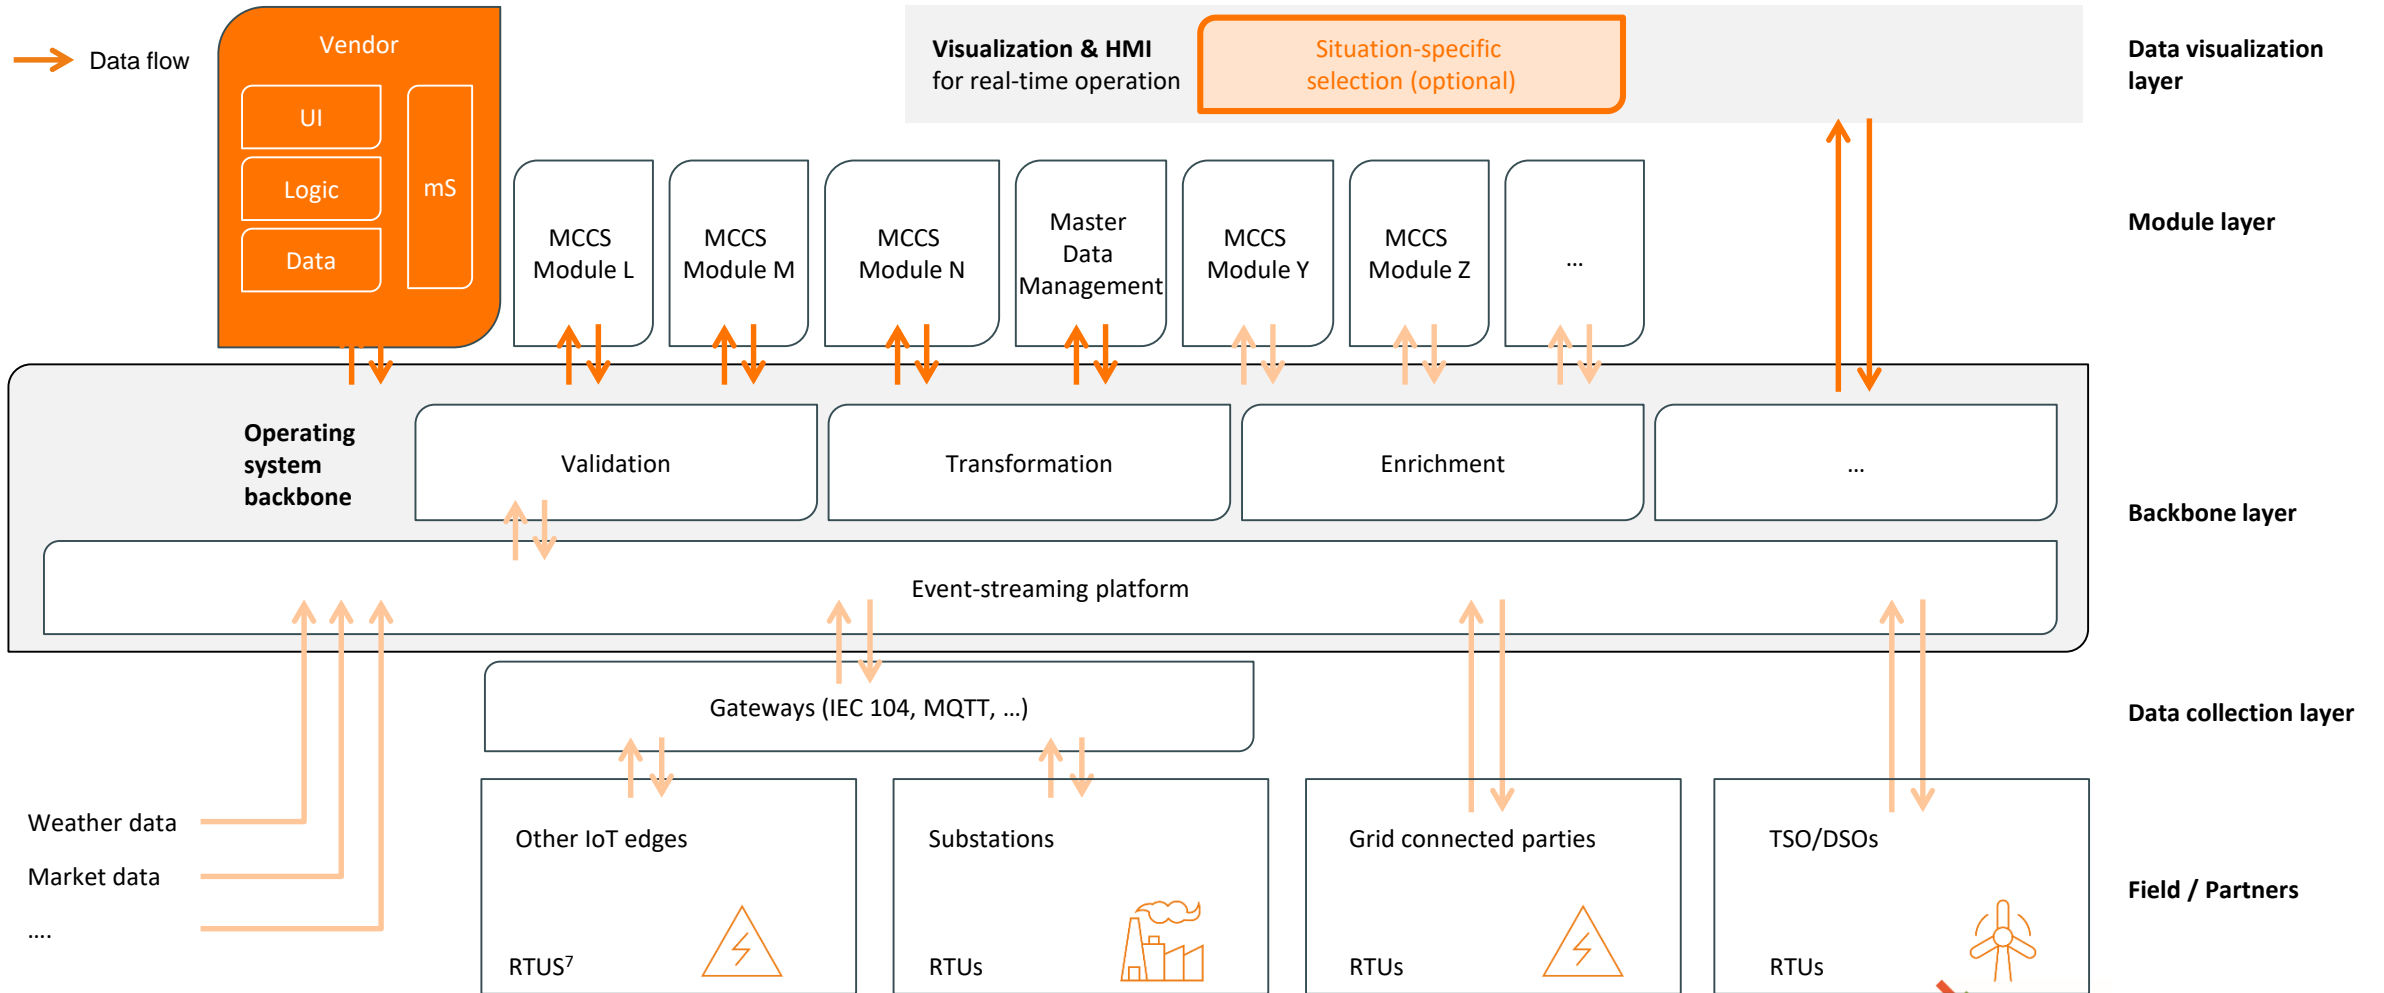 Data flow
Vendor
UI
Logic
Data
mS
Visualization & HMI
for real-time operation
Situation-specific
selection (optional)
Data visualization
layer
MCCS
Module L
MCCS
Module M
MCCS
Module N
Master
Data
Management
MCCS
Module Y
MCCS
Module Z
...
Module layer
Operating
system
backbone
Validation
Transformation
Enrichment
...
Backbone layer
Event-streaming platform
Gateways (IEC 104, MQTT, ...)
Data collection layer
Weather data
Market data
....
Other IoT edges
RTUS⁷
Substations
RTUs
Grid connected parties
RTUs
TSO/DSOs
RTUs
Field / Partners